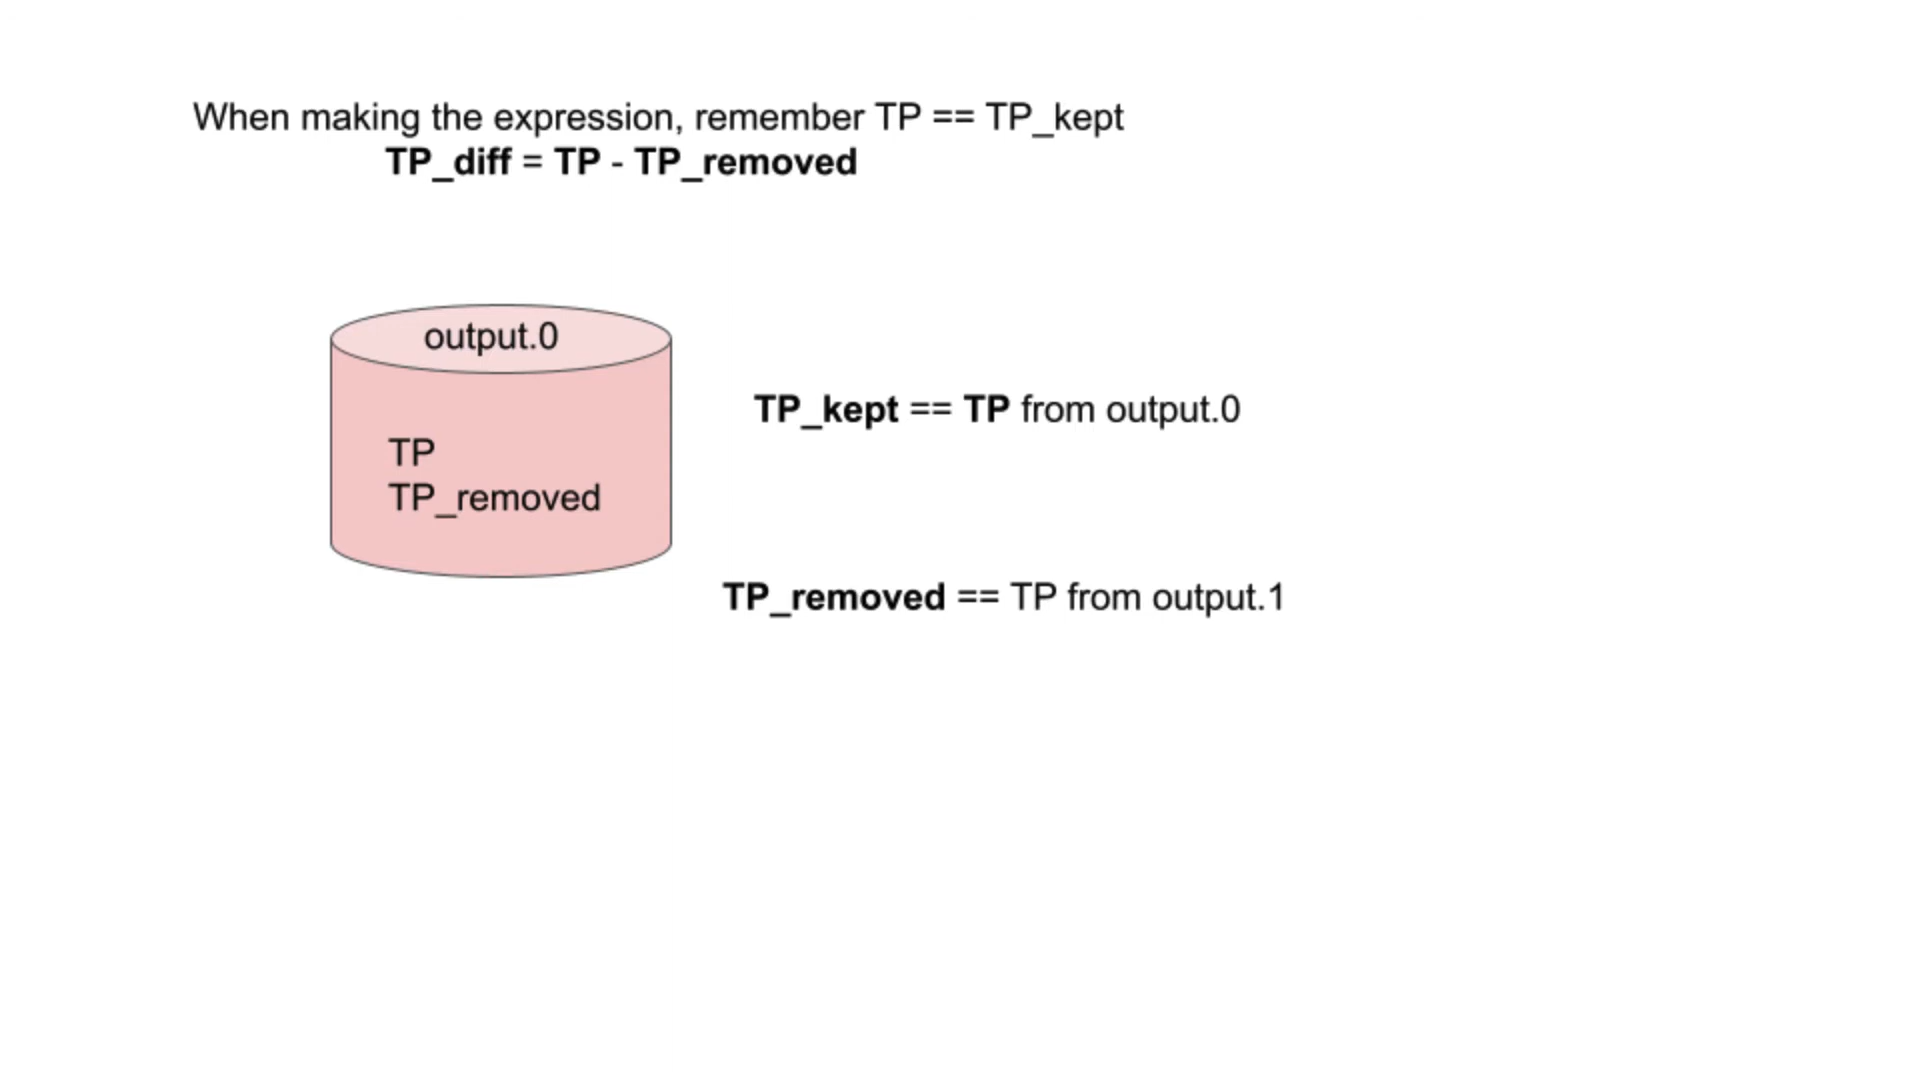 When making the expression, remember TP == TP_kept
TP_diff = TP - TP_removed
output.0
TP_kept == TP from output.0
TP
TP_removed
TP_removed == TP from output.1